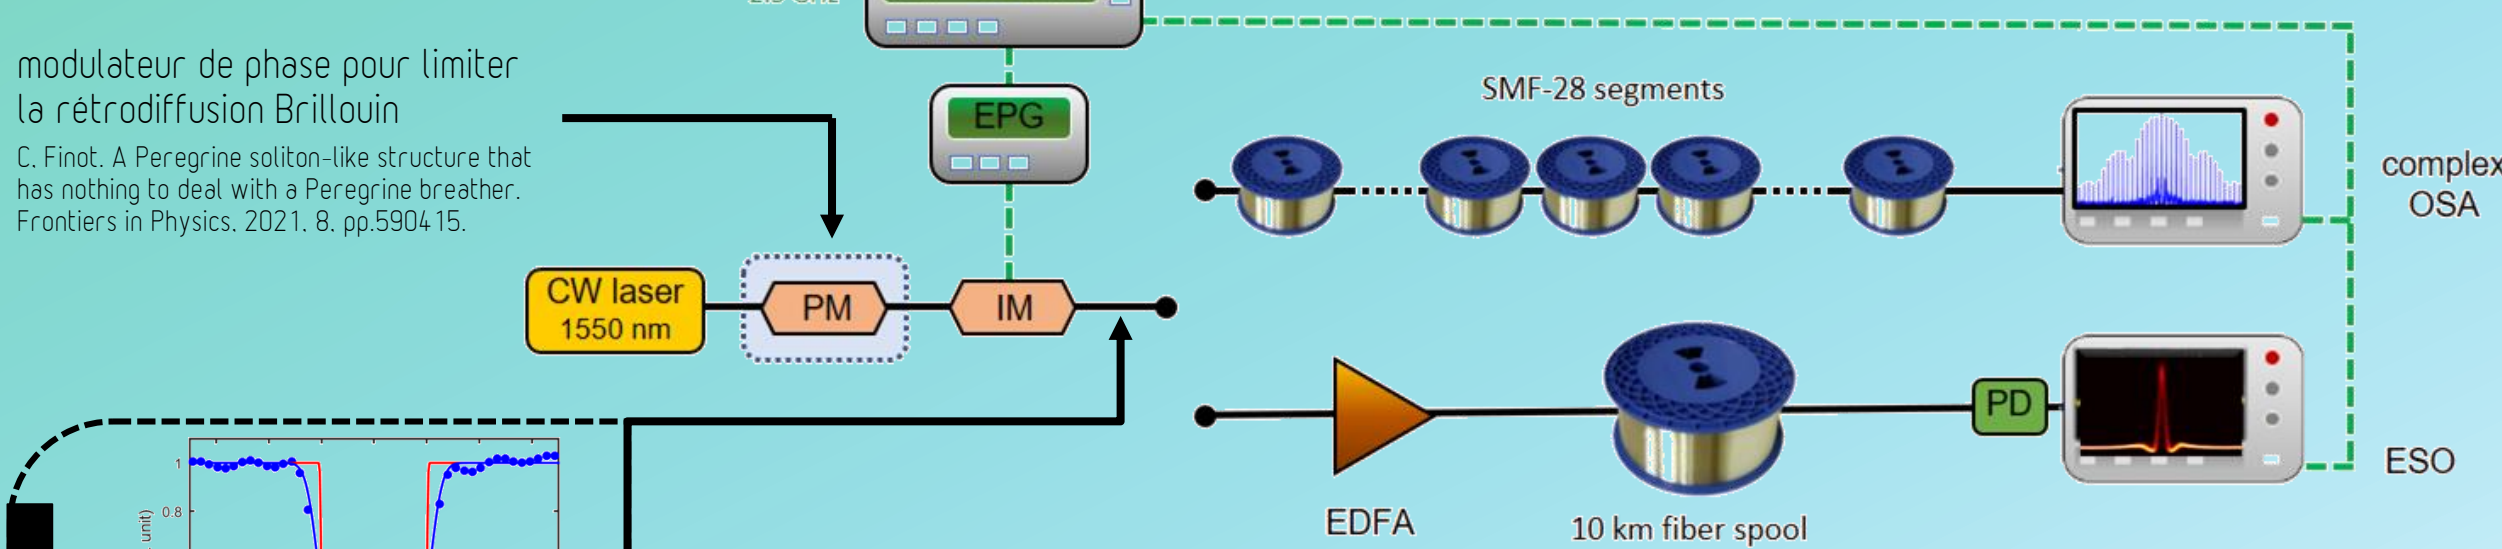 modulateur de phase pour limiter
la rétrodiffusion Brillouin
C. Finot. A Peregrine soliton-like structure that
has nothing to deal with a Peregrine breather.
Frontiers in Physics, 2021, 8, pp.590415.
EPG
SMF-28 segments
complex
OSA
CW laser
1550 nm
PM
IM
PD
ESO
EDFA
10 km fiber spool
1
0.8
unit)